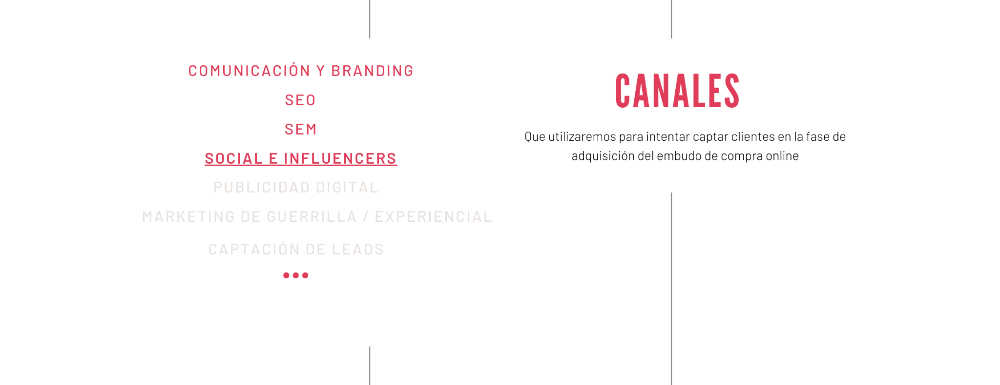 COMUNICACIÓN Y BRANDING
SEO
SEM
SOCIAL E INFLUENCERS
PUBLICIDAD DIGITAL
MARKETING DE GUERRILLA / EXPERIENCIAL
CAPTACIÓN DE LEADS
•••
CANALES
Que utilizaremos para intentar captar clientes en la fase de
adquisición del embudo de compra online